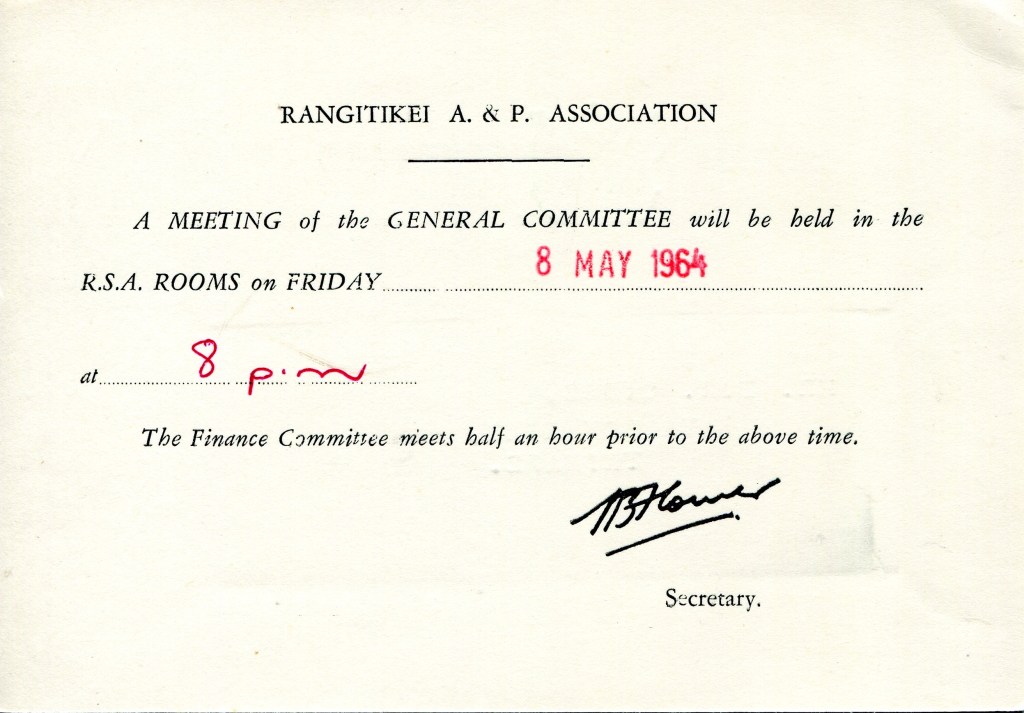 RANGITIKEI A. & P. ASSOCIATION
A MEETING of the GENERAL COMMITTEE will be held in the
R.S.A. ROOMS on FRIDAY 8 MAY 1964
at 8 p.m
The Finance Committee meets half an hour prior to the above time.
Secretary.